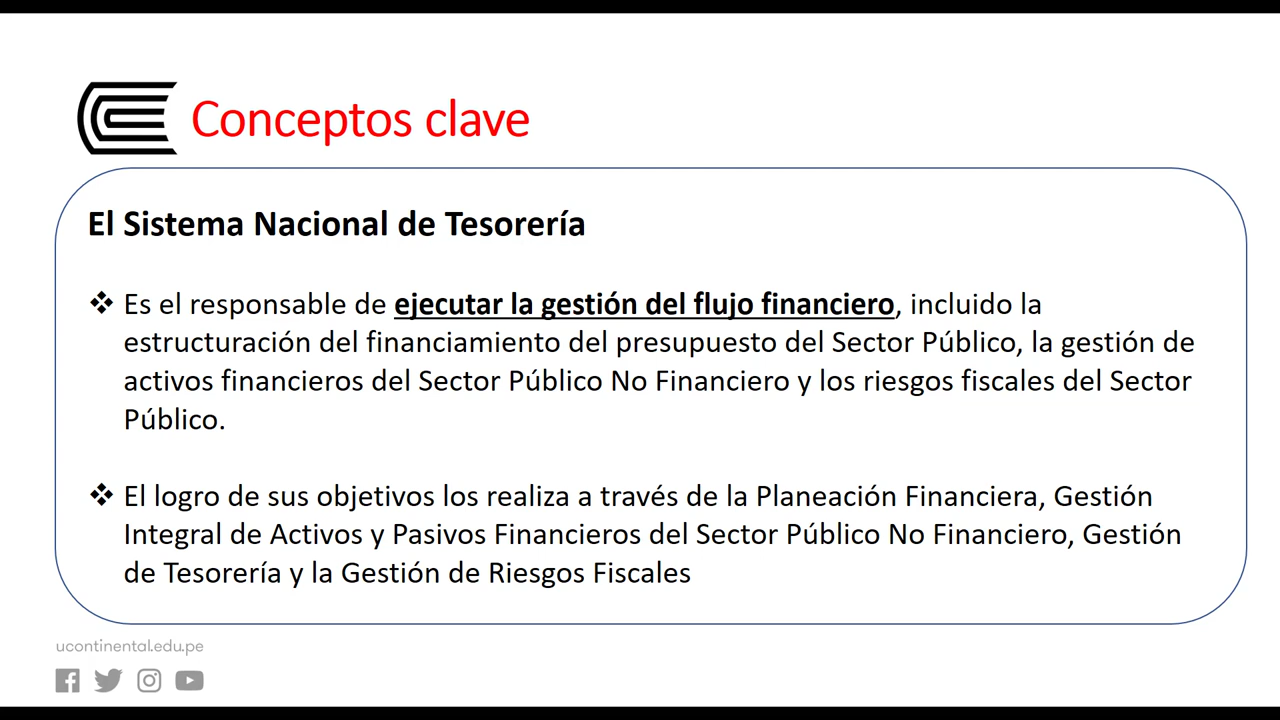 Conceptos clave
El Sistema Nacional de Tesorería
❖ Es el responsable de ejecutar la gestión del flujo financiero, incluido la
estructuración del financiamiento del presupuesto del Sector Público, la gestión de
activos financieros del Sector Público No Financiero y los riesgos fiscales del Sector
Público.
❖ El logro de sus objetivos los realiza a través de la Planeación Financiera, Gestión
Integral de Activos y Pasivos Financieros del Sector Público No Financiero, Gestión
de Tesorería y la Gestión de Riesgos Fiscales
ucontinental.edu.pe